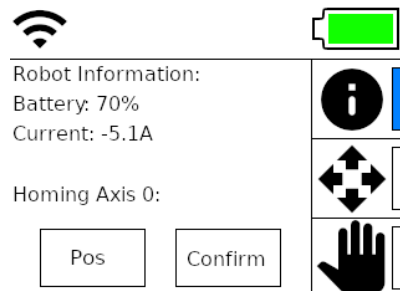 Robot Information:
Battery: 70%
Current: -5.1A
Homing Axis 0:
Pos
Confirm